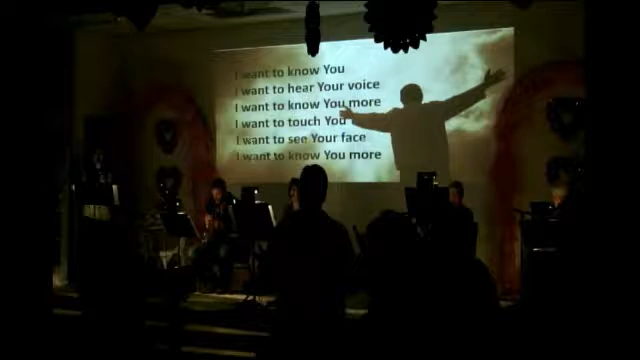 I want to know You
I want to hear Your voice
I want to know You more
I want to touch You
I want to see Your face
I want to know You more